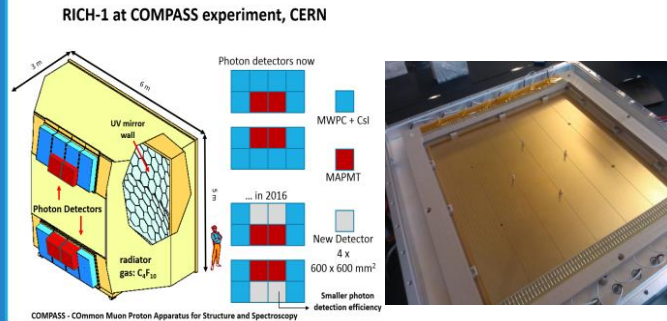 RICH-1 at COMPASS experiment, CERN
3 m
6 m
UV mirror
wall
5 m
Photon Detectors
radiator
gas: C₄F₁₀
Photon detectors now
MWPC + CsI
MAPMT
... in 2016
New Detector
4 x
600 x 600 mm²
Smaller photon
detection efficiency
COMPASS - COmmon Muon Proton Apparatus for Structure and Spectroscopy